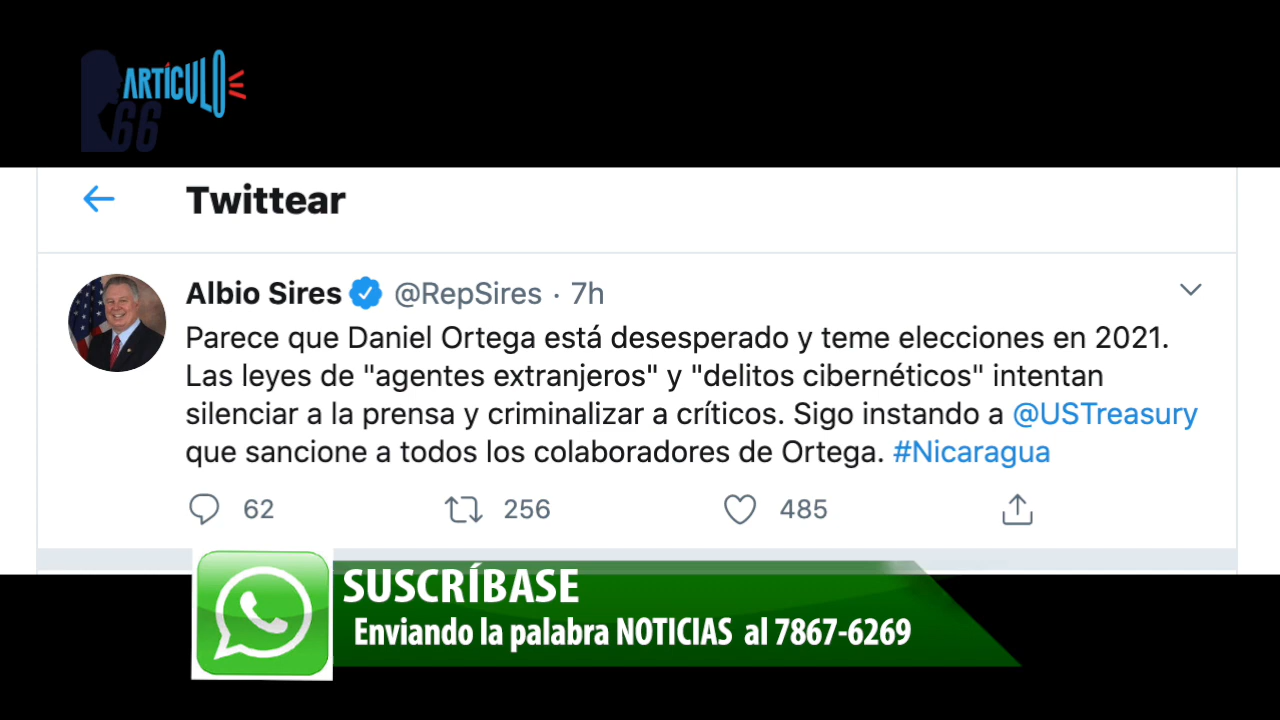 ARTÍCULO
66
Twittear
Albio Sires @RepSires · 7h
Parece que Daniel Ortega está desesperado y teme elecciones en 2021.
Las leyes de "agentes extranjeros" y "delitos cibernéticos" intentan
silenciar a la prensa y criminalizar a críticos. Sigo instando a @USTreasury
que sancione a todos los colaboradores de Ortega. #Nicaragua
62 256 485
SUSCRÍBASE
Enviando la palabra NOTICIAS al 7867-6269